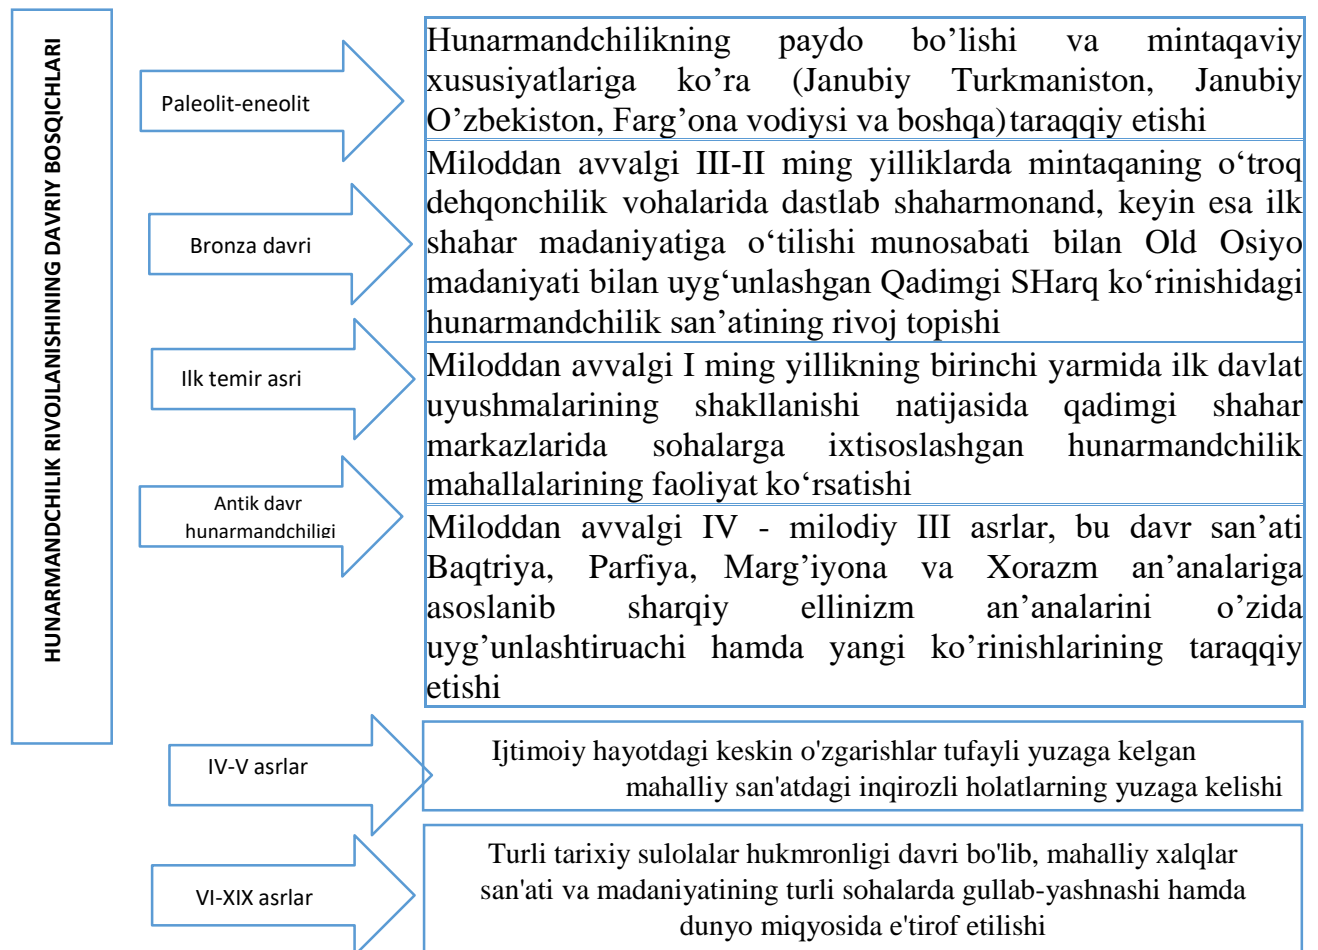 HUNARMANDCHILIK RIVOJLANISHINING DAVRIY BOSQICHLARI
Paleolit-eneolit
Hunarmandchilikning paydo bo’lishi va mintaqaviy
xususiyatlariga ko’ra (Janubiy Turkmaniston, Janubiy
O’zbekiston, Farg’ona vodiysi va boshqa) taraqqiy etishi
Bronza davri
Miloddan avvalgi III-II ming yilliklarda mintaqaning o‘troq
dehqonchilik vohalarida dastlab shaharmonand, keyin esa ilk
shahar madaniyatiga o‘tilishi munosabati bilan Old Osiyo
madaniyati bilan uyg‘unlashgan Qadimgi SHarq ko‘rinishidagi
hunarmandchilik san’atining rivoj topishi
Ilk temir asri
Miloddan avvalgi I ming yillikning birinchi yarmida ilk davlat
uyushmalarining shakllanishi natijasida qadimgi shahar
markazlarida sohalarga ixtisoslashgan hunarmandchilik
mahallalarining faoliyat ko‘rsatishi
Antik davr
hunarmandchiligi
Miloddan avvalgi IV - milodiy III asrlar, bu davr san’ati
Baqtriya, Parfiya, Marg’iyona va Xorazm an’analariga
asoslanib sharqiy ellinizm an’analarini o’zida
uyg’unlashtiruachi hamda yangi ko’rinishlarining taraqqiy
etishi
IV-V asrlar
Ijtimoiy hayotdagi keskin o'zgarishlar tufayli yuzaga kelgan
mahalliy san'atdagi inqirozli holatlarning yuzaga kelishi
VI-XIX asrlar
Turli tarixiy sulolalar hukmronligi davri bo'lib, mahalliy xalqlar
san'ati va madaniyatining turli sohalarda gullab-yashnashi hamda
dunyo miqyosida e'tirof etilishi